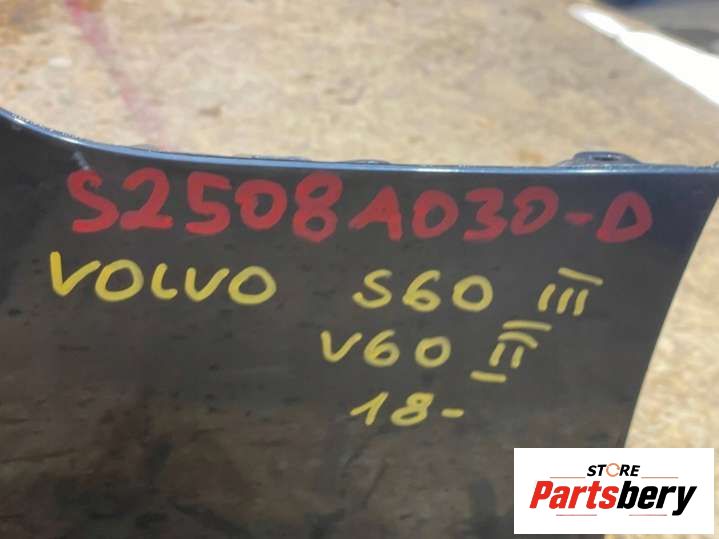 S2508A030-D
VOLVO S60 III
V60 II
18-
STORE
Partsbery